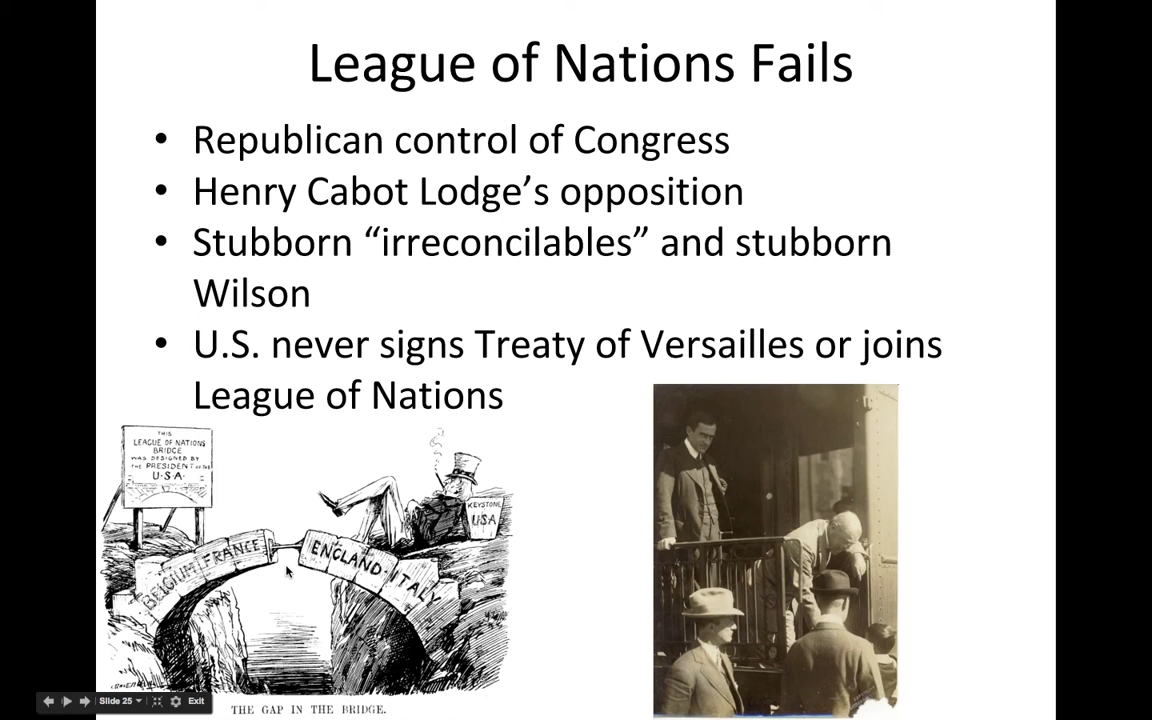 League of Nations Fails
• Republican control of Congress
• Henry Cabot Lodge’s opposition
• Stubborn “irreconcilables” and stubborn
Wilson
• U.S. never signs Treaty of Versailles or joins
League of Nations
THIS
LEAGUE OF NATIONS
BRIDGE
WAS DESIGNED BY
THE PRESIDENT OF THE
U·S·A·
KEYSTONE
USA
BELGIUM FRANCE
ENGLAND·ITALY
THE GAP IN THE BRIDGE.
Slide 25
Exit